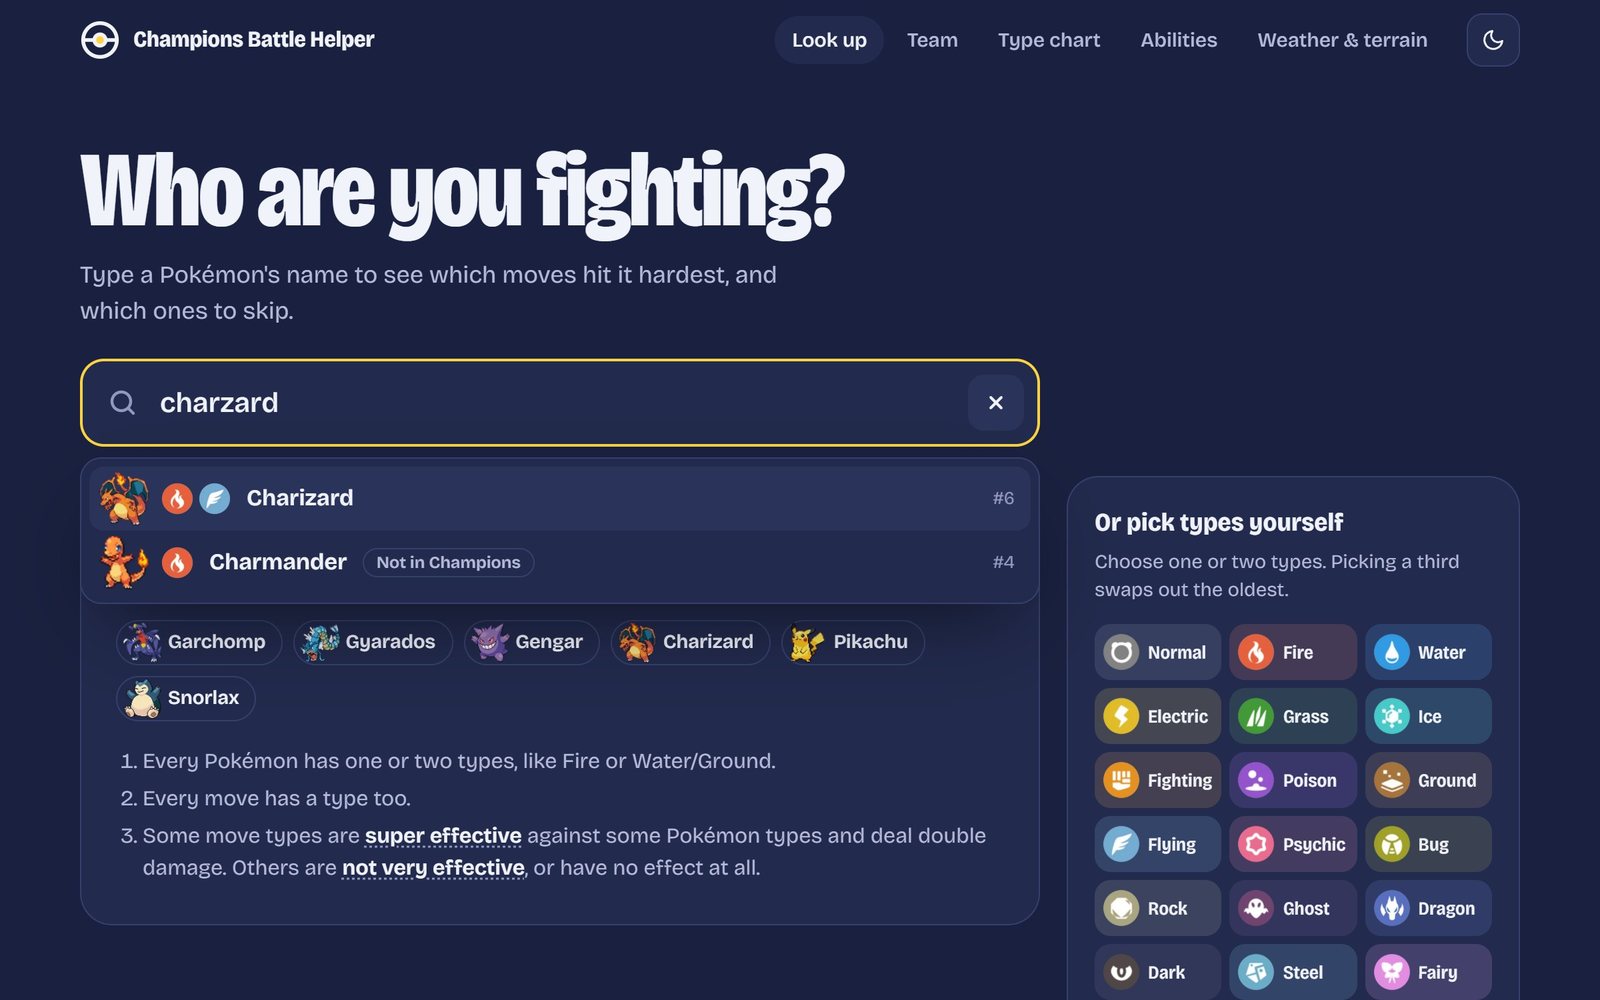 Champions Battle Helper
Look up
Team
Type chart
Abilities
Weather & terrain
Who are you fighting?
Type a Pokémon's name to see which moves hit it hardest, and
which ones to skip.
charzard
Charizard
#6
Charmander
Not in Champions
#4
Garchomp
Gyarados
Gengar
Charizard
Pikachu
Snorlax
1. Every Pokémon has one or two types, like Fire or Water/Ground.
2. Every move has a type too.
3. Some move types are super effective against some Pokémon types and deal double
damage. Others are not very effective, or have no effect at all.
Or pick types yourself
Choose one or two types. Picking a third
swaps out the oldest.
Normal
Fire
Water
Electric
Grass
Ice
Fighting
Poison
Ground
Flying
Psychic
Bug
Rock
Ghost
Dragon
Dark
Steel
Fairy